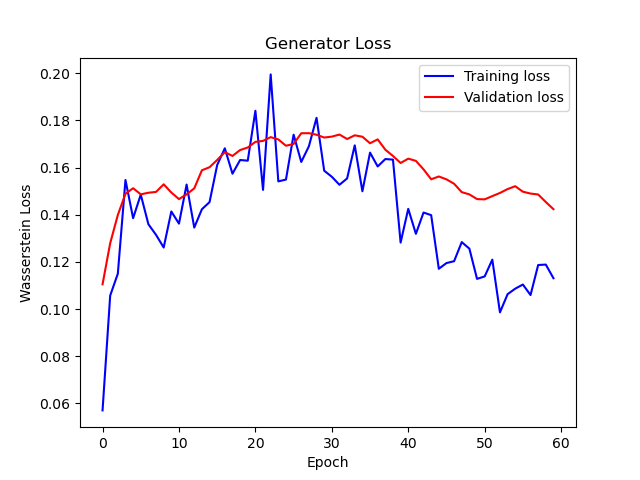 Generator Loss
Training loss
Validation loss
Wasserstein Loss
0.20
0.18
0.16
0.14
0.12
0.10
0.08
0.06
0 10 20 30 40 50 60
Epoch